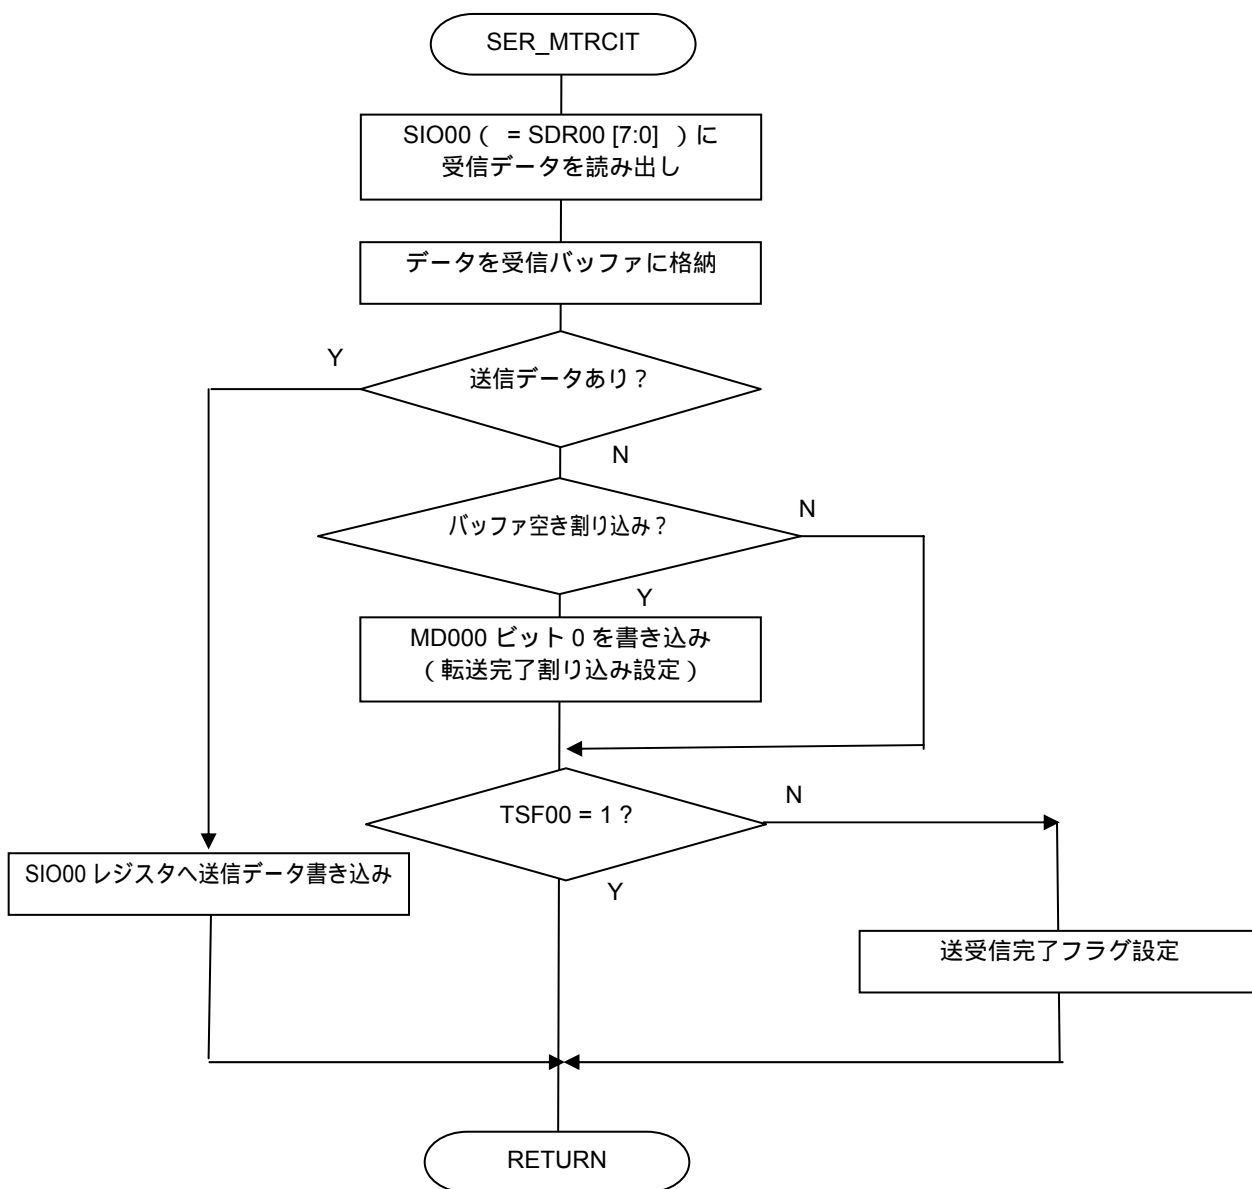 SER_MTRCIT
SIO00( = SDR00 [7:0] )に
受信データを読み出し
データを受信バッファに格納
Y
送信データあり?
N
バッファ空き割り込み?
N
Y
MD000 ビット 0 を書き込み
(転送完了割り込み設定)
TSF00 = 1 ?
N
Y
SIO00 レジスタへ送信データ書き込み
送受信完了フラグ設定
RETURN